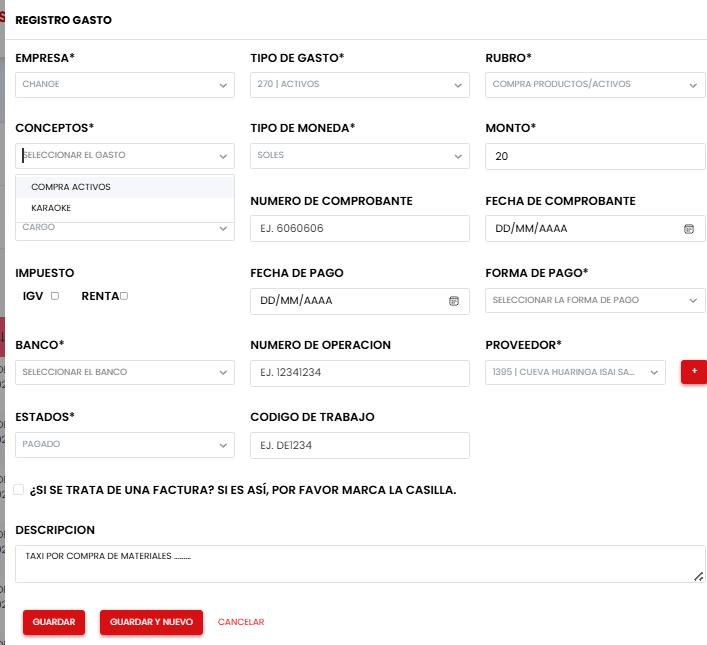 REGISTRO GASTO
EMPRESA* TIPO DE GASTO* RUBRO*
CHANGE 270 | ACTIVOS COMPRA PRODUCTOS/ACTIVOS
CONCEPTOS* TIPO DE MONEDA* MONTO*
SELECCIONAR EL GASTO SOLES 20
COMPRA ACTIVOS
KARAOKE
NUMERO DE COMPROBANTE FECHA DE COMPROBANTE
CARGO EJ. 6060606 DD/MM/AAAA
IMPUESTO FECHA DE PAGO FORMA DE PAGO*
IGV RENTA DD/MM/AAAA SELECCIONAR LA FORMA DE PAGO
BANCO* NUMERO DE OPERACION PROVEEDOR*
SELECCIONAR EL BANCO EJ. 12341234 1395 | CUEVA HUARINGA ISAI SA... +
ESTADOS* CODIGO DE TRABAJO
PAGADO EJ. DE1234
¿SI SE TRATA DE UNA FACTURA? SI ES ASÍ, POR FAVOR MARCA LA CASILLA.
DESCRIPCION
TAXI POR COMPRA DE MATERIALES .........
GUARDAR GUARDAR Y NUEVO CANCELAR